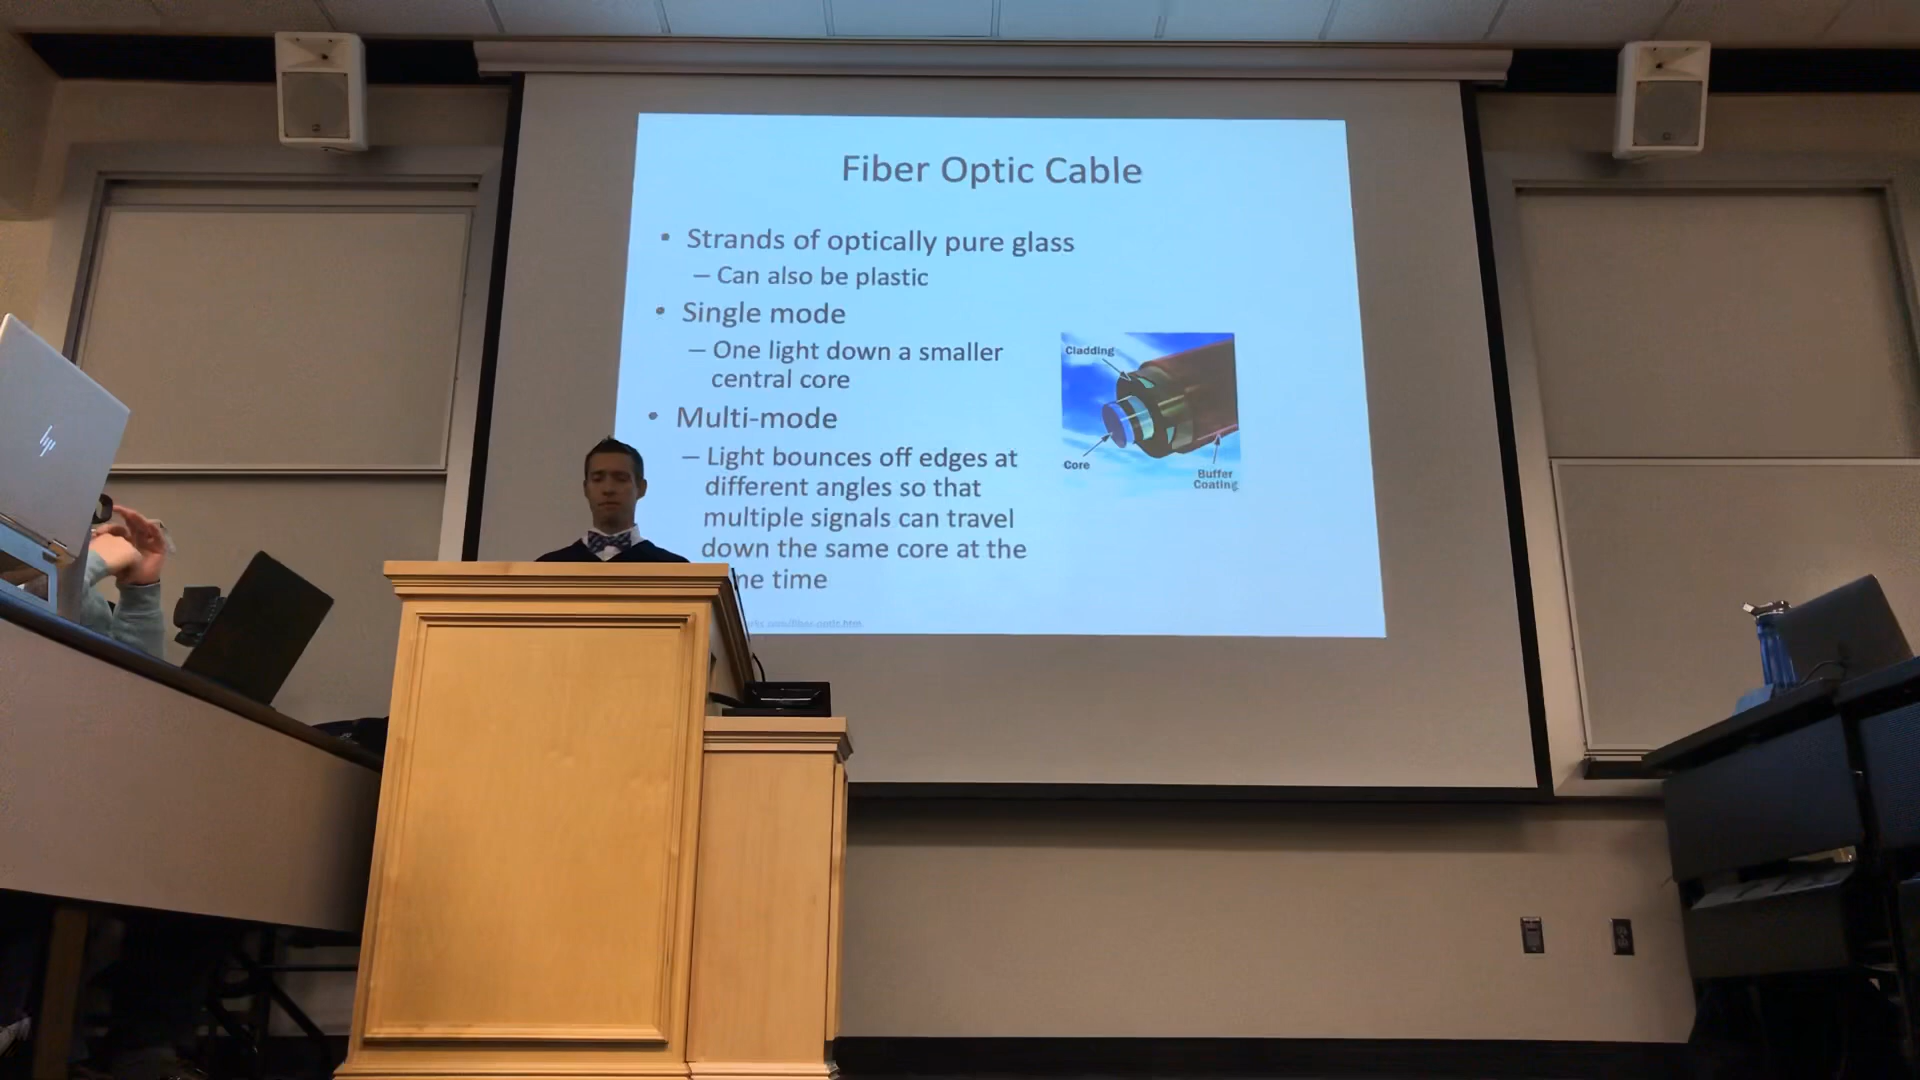 Fiber Optic Cable
• Strands of optically pure glass
– Can also be plastic
• Single mode
– One light down a smaller
central core
• Multi-mode
– Light bounces off edges at
different angles so that
multiple signals can travel
down the same core at the
time
Cladding
Core
Buffer
Coating
hp